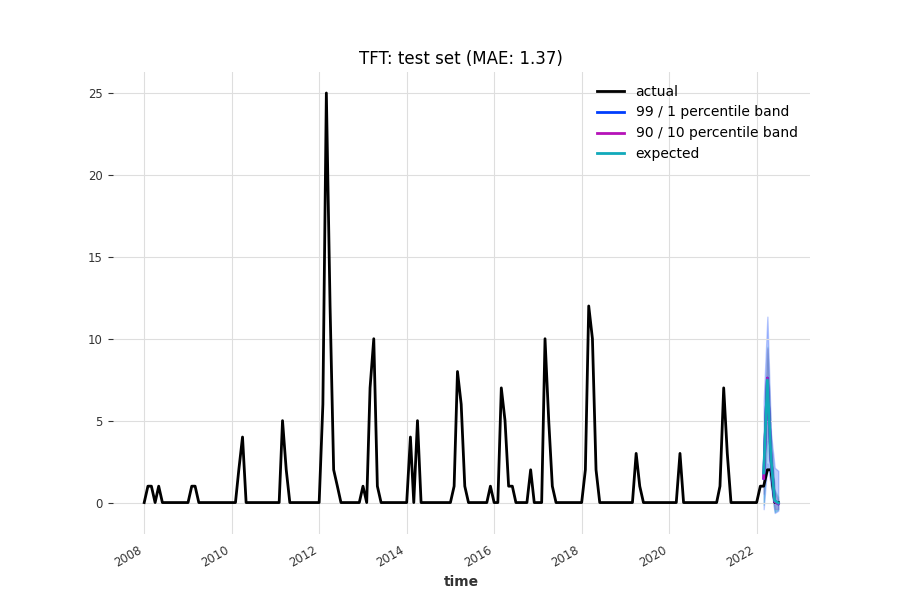 TFT: test set (MAE: 1.37)
actual
99 / 1 percentile band
90 / 10 percentile band
expected
25
20
15
10
5
0
2008
2010
2012
2014
2016
2018
2020
2022
time